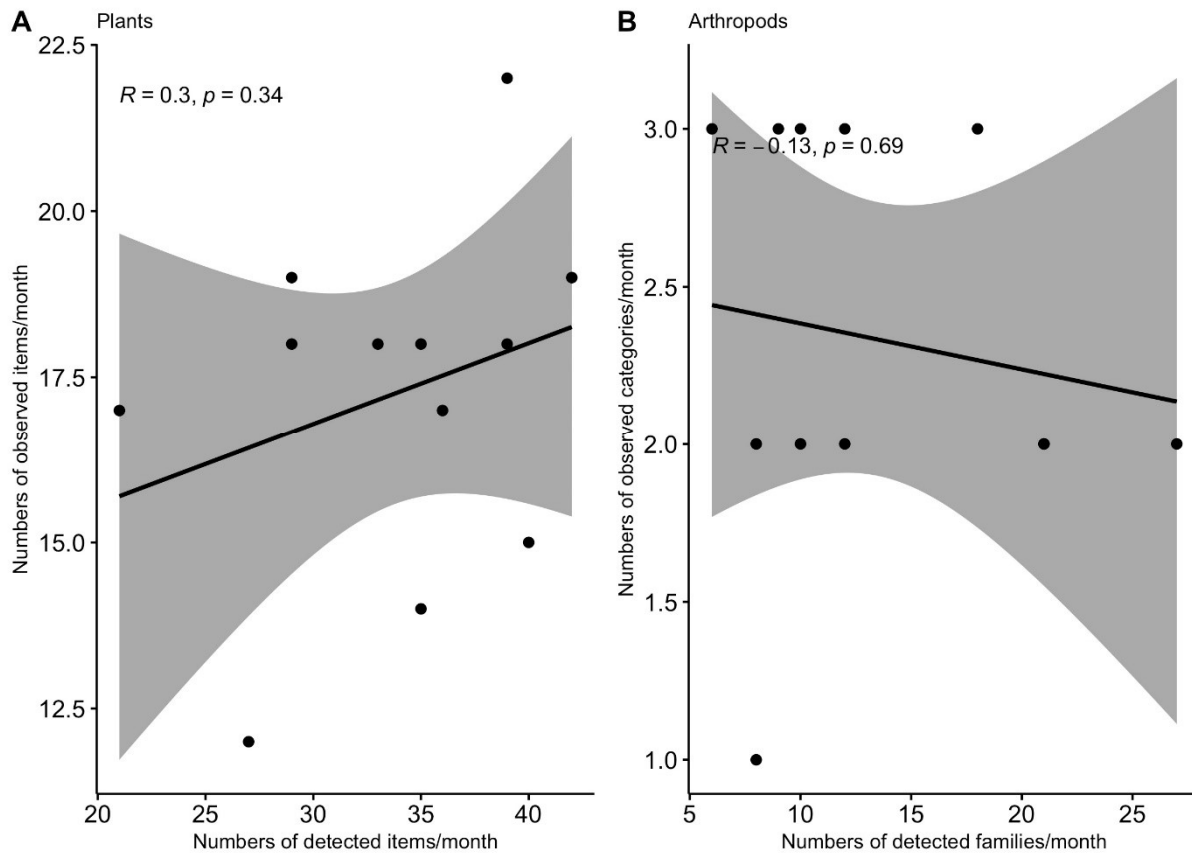 A
Plants
22.5
R = 0.3, p = 0.34
20.0
17.5
15.0
12.5
Numbers of observed items/month
20
25
30
35
40
Numbers of detected items/month
B
Arthropods
3.0
R = −0.13, p = 0.69
2.5
2.0
1.5
1.0
Numbers of observed categories/month
5
10
15
20
25
Numbers of detected families/month